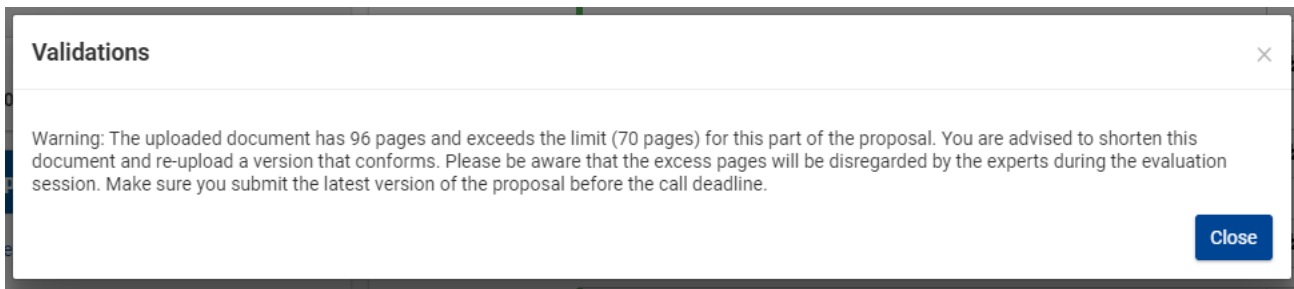 Validations
×
Warning: The uploaded document has 96 pages and exceeds the limit (70 pages) for this part of the proposal. You are advised to shorten this
document and re-upload a version that conforms. Please be aware that the excess pages will be disregarded by the experts during the evaluation
session. Make sure you submit the latest version of the proposal before the call deadline.
Close